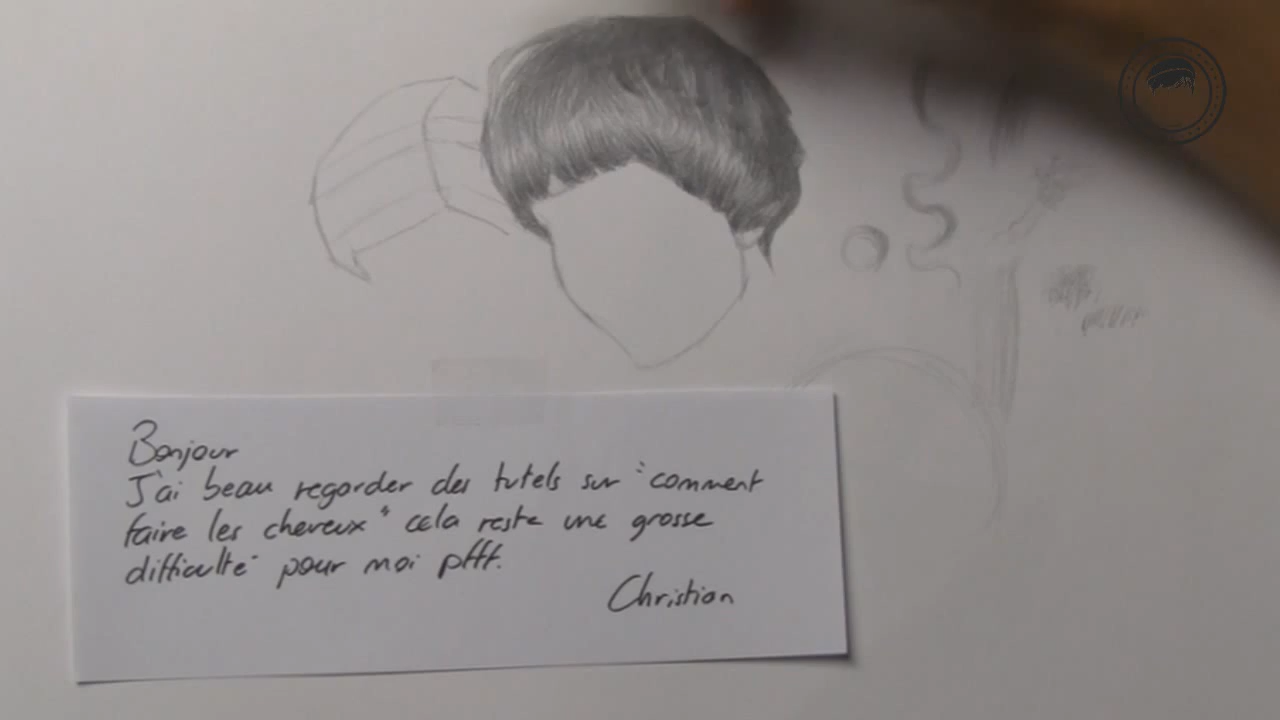 Bonjour
J'ai beau regarder des tutels sur "comment
faire les cheveux" cela reste une grosse
difficulté pour moi pfff.
Christian